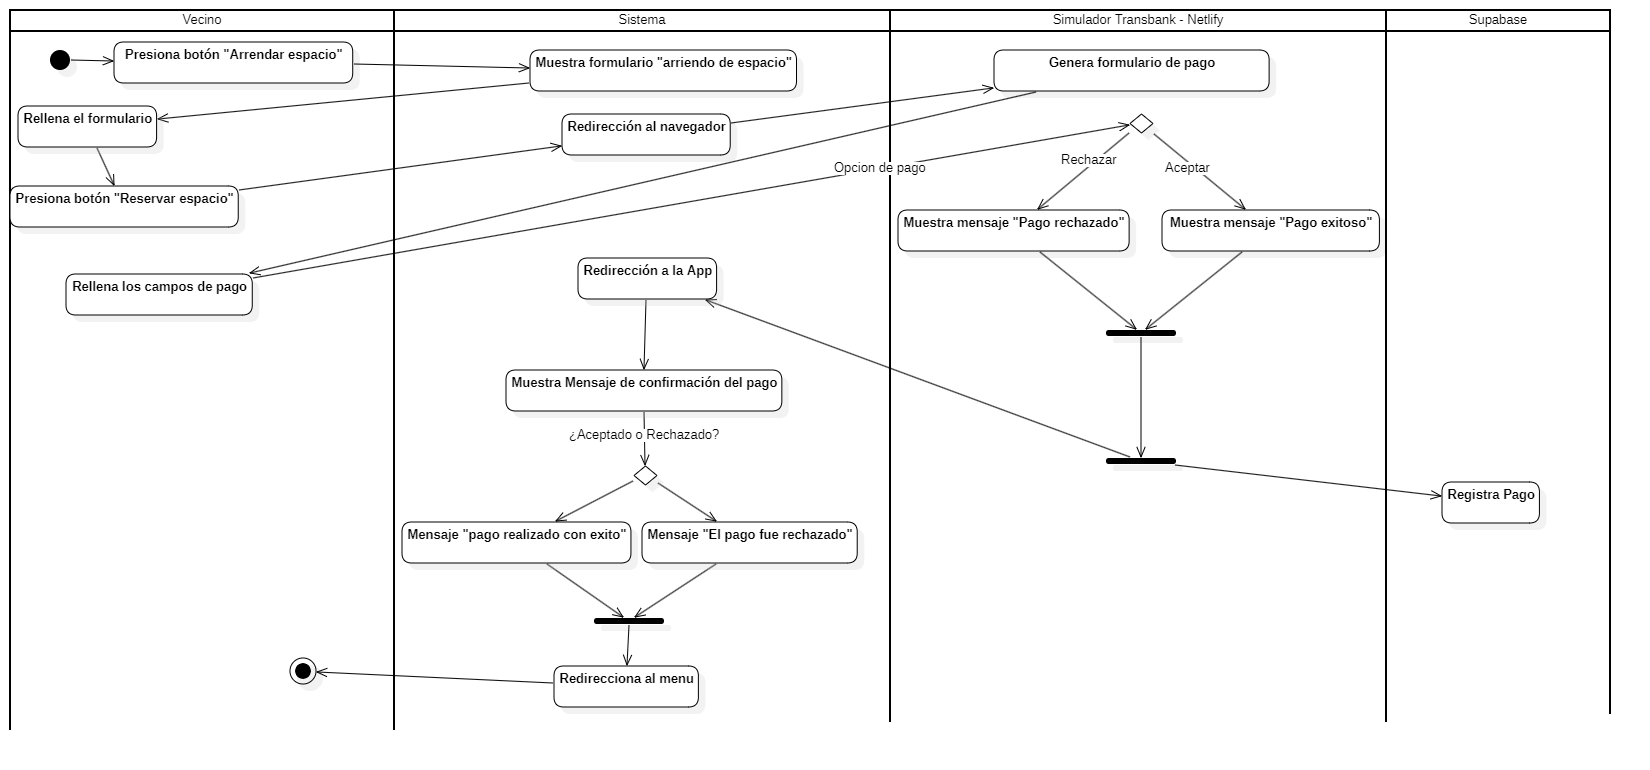 Vecino
Sistema
Simulador Transbank - Netlify
Supabase
Presiona botón "Arrendar espacio"
Muestra formulario "arriendo de espacio"
Genera formulario de pago
Rellena el formulario
Redirección al navegador
Opcion de pago
Rechazar
Aceptar
Presiona botón "Reservar espacio"
Muestra mensaje "Pago rechazado"
Muestra mensaje "Pago exitoso"
Rellena los campos de pago
Redirección a la App
Muestra Mensaje de confirmación del pago
¿Aceptado o Rechazado?
Registra Pago
Mensaje "pago realizado con exito"
Mensaje "El pago fue rechazado"
Redirecciona al menu